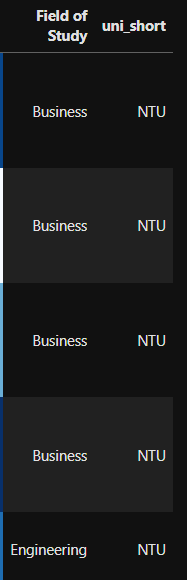 Field of
Study uni_short
Business NTU
Business NTU
Business NTU
Business NTU
Engineering NTU